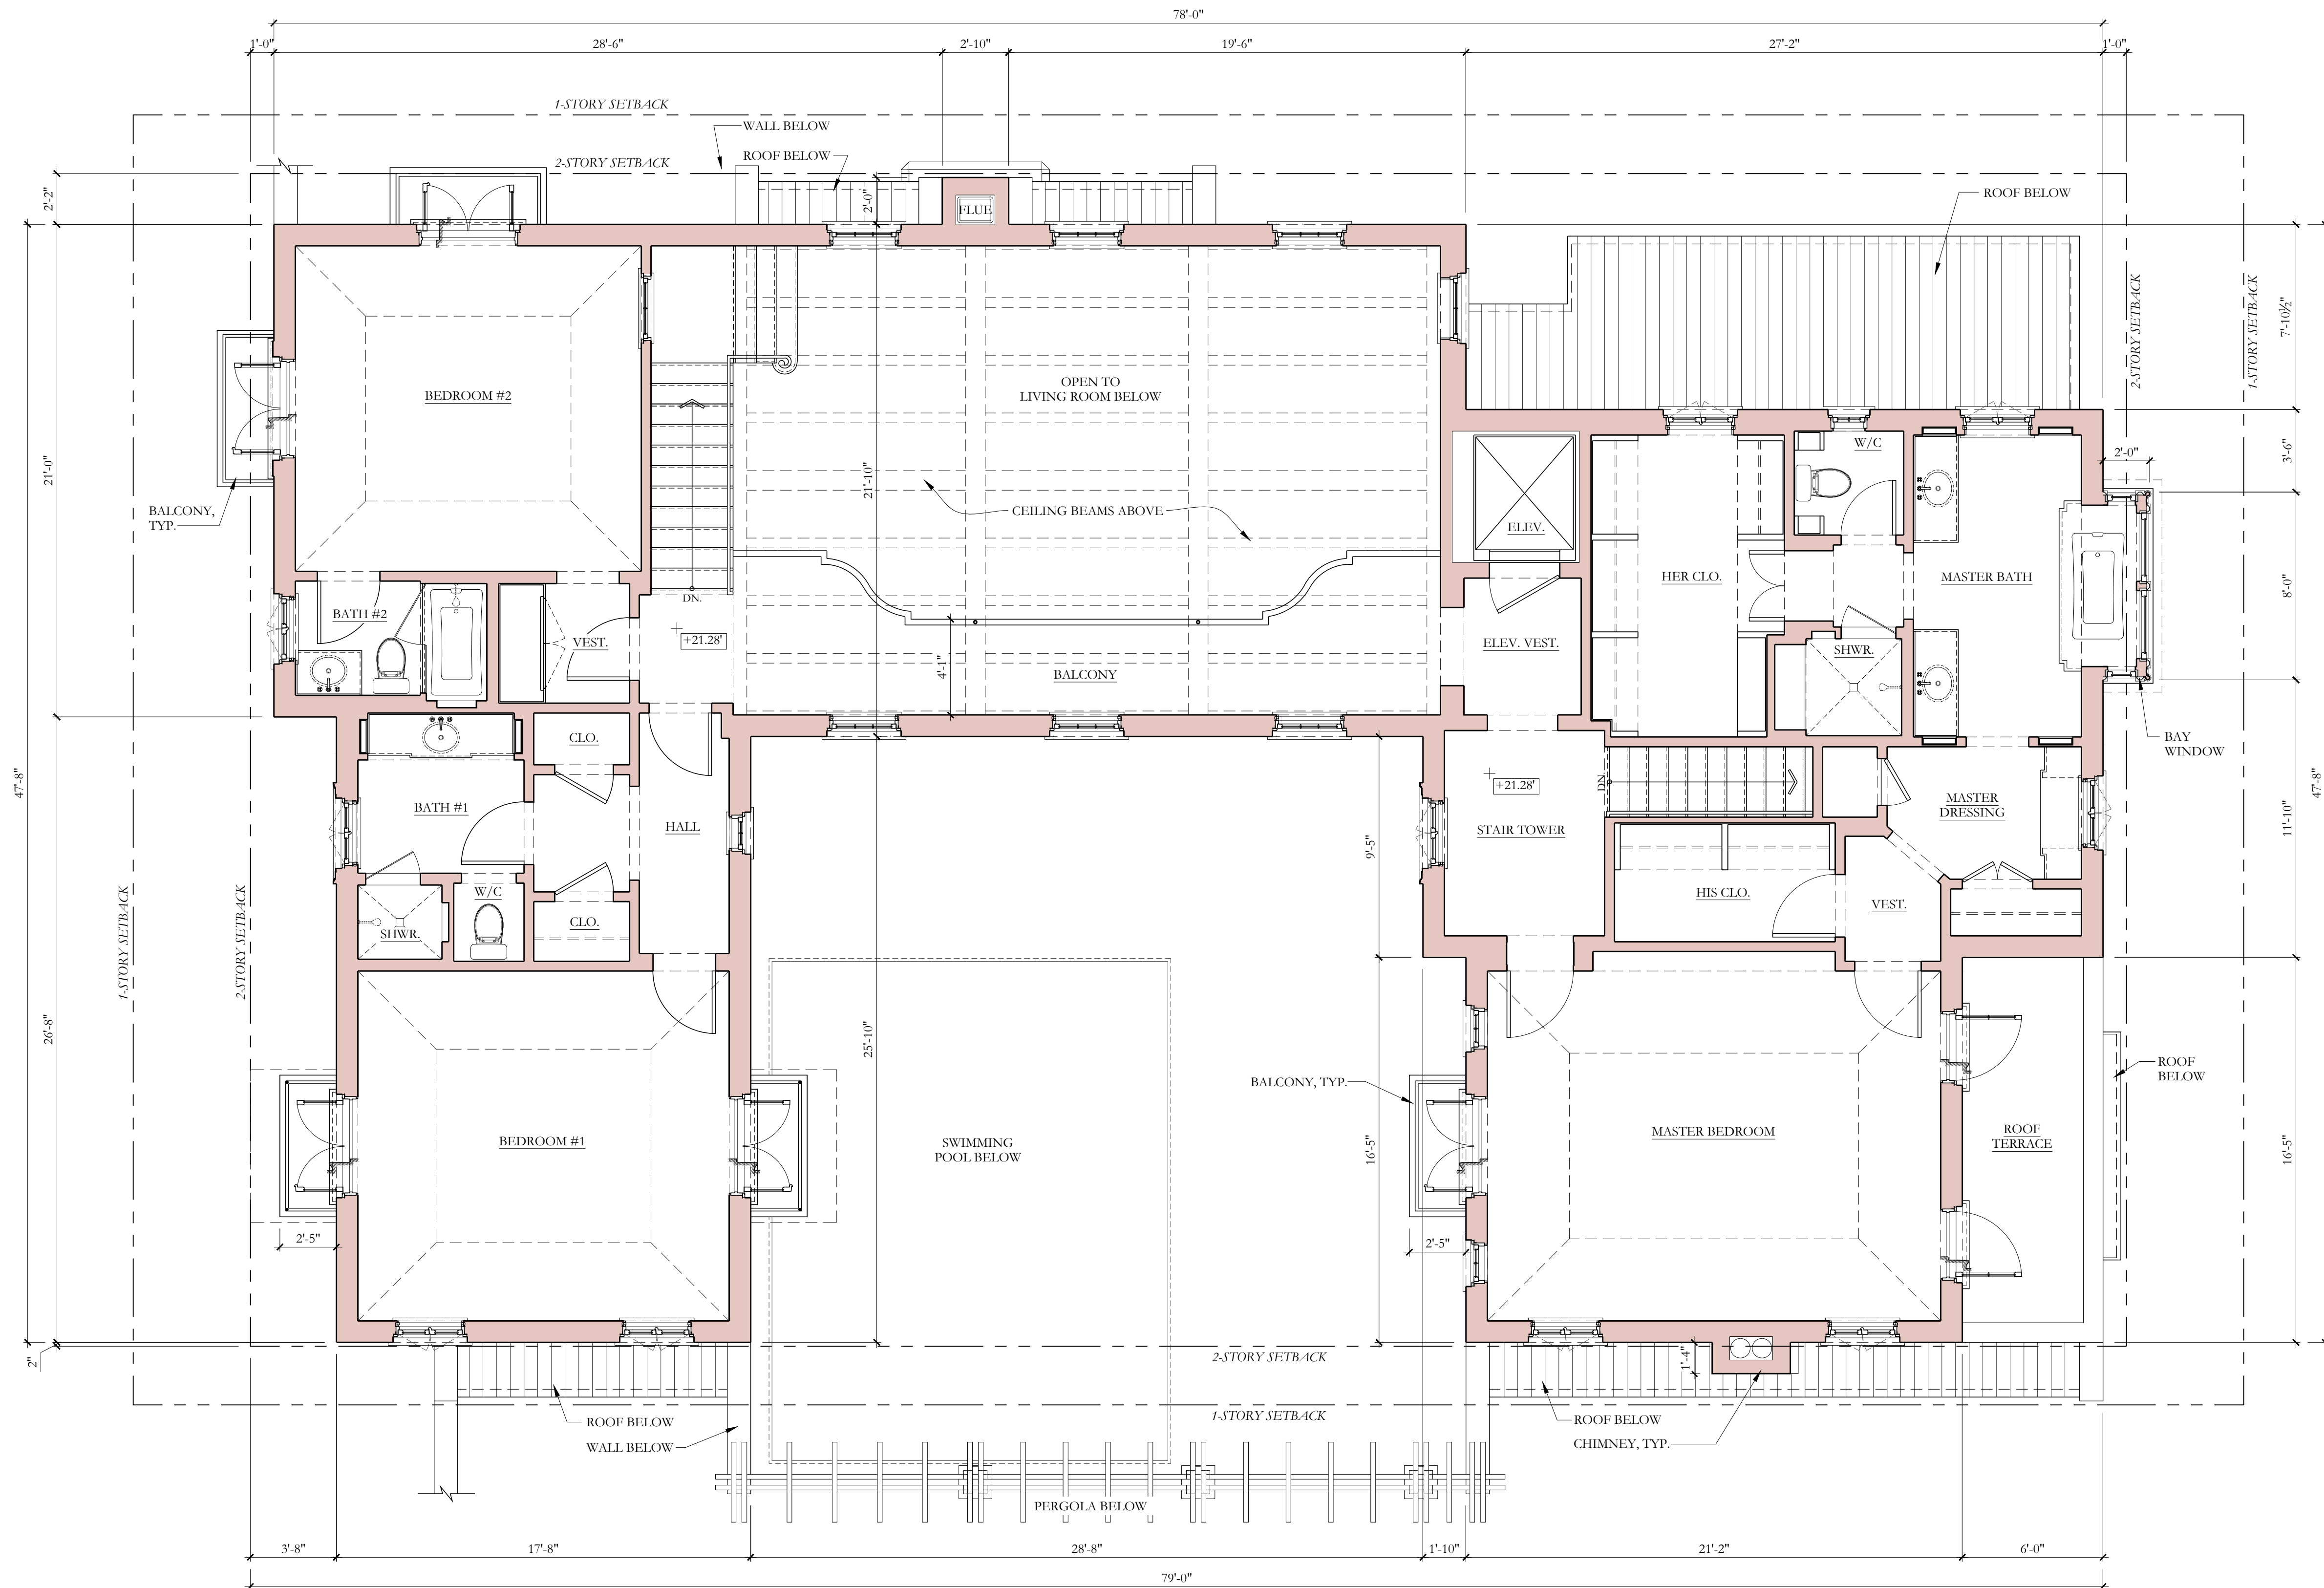 78'-0"
1'-0"
28'-6"
2'-10"
19'-6"
27'-2"
1'-0"
1-STORY SETBACK
WALL BELOW
ROOF BELOW
2-STORY SETBACK
2'-2"
2'-0"
FLUE
ROOF BELOW
2-STORY SETBACK
1-STORY SETBACK
7'-10½"
BEDROOM #2
OPEN TO
LIVING ROOM BELOW
21'-0"
21'-10"
W/C
3'-6"
2'-0"
BALCONY,
TYP.
CEILING BEAMS ABOVE
ELEV.
HER CLO.
MASTER BATH
8'-0"
BATH #2
VEST.
DN.
+21.28'
4'-1"
BALCONY
ELEV. VEST.
SHWR.
BAY
WINDOW
CLO.
47'-8"
47'-8"
BATH #1
HALL
+21.28'
DN.
MASTER
DRESSING
STAIR TOWER
9'-5"
11'-10"
HIS CLO.
VEST.
W/C
CLO.
SHWR.
1-STORY SETBACK
2-STORY SETBACK
26'-8"
25'-10"
BALCONY, TYP.
ROOF
BELOW
BEDROOM #1
SWIMMING
POOL BELOW
16'-5"
MASTER BEDROOM
ROOF
TERRACE
16'-5"
2'-5"
2'-5"
2"
2-STORY SETBACK
1'-4"
1-STORY SETBACK
ROOF BELOW
WALL BELOW
ROOF BELOW
CHIMNEY, TYP.
PERGOLA BELOW
3'-8"
17'-8"
28'-8"
1'-10"
21'-2"
6'-0"
79'-0"